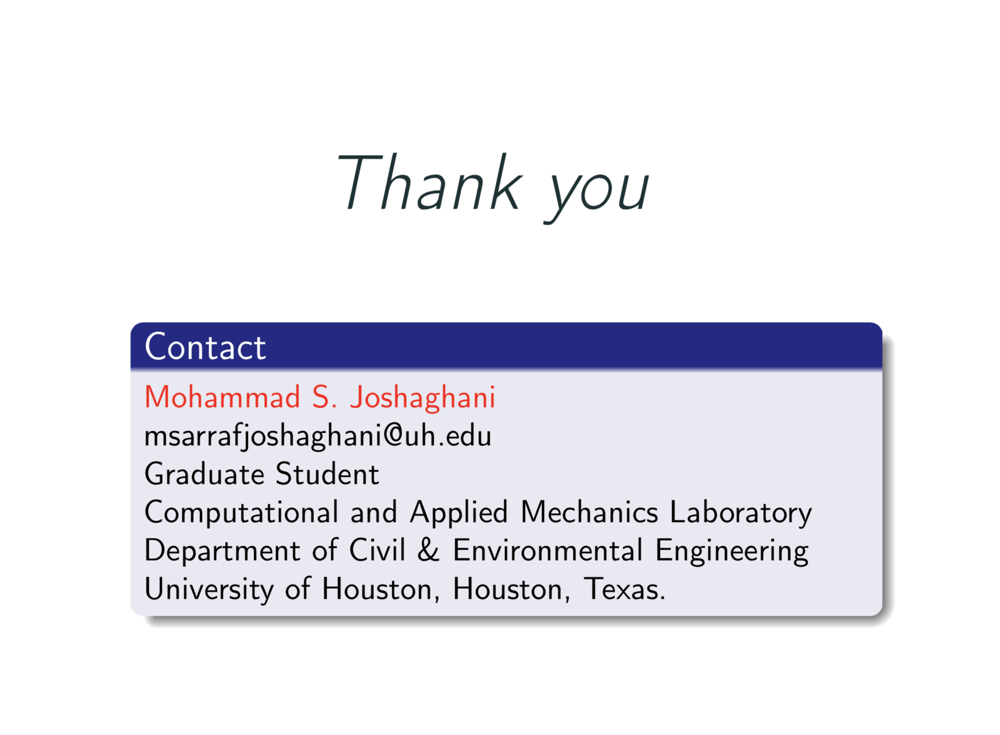 Thank you
Contact
Mohammad S. Joshaghani
msarrafjoshaghani@uh.edu
Graduate Student
Computational and Applied Mechanics Laboratory
Department of Civil & Environmental Engineering
University of Houston, Houston, Texas.